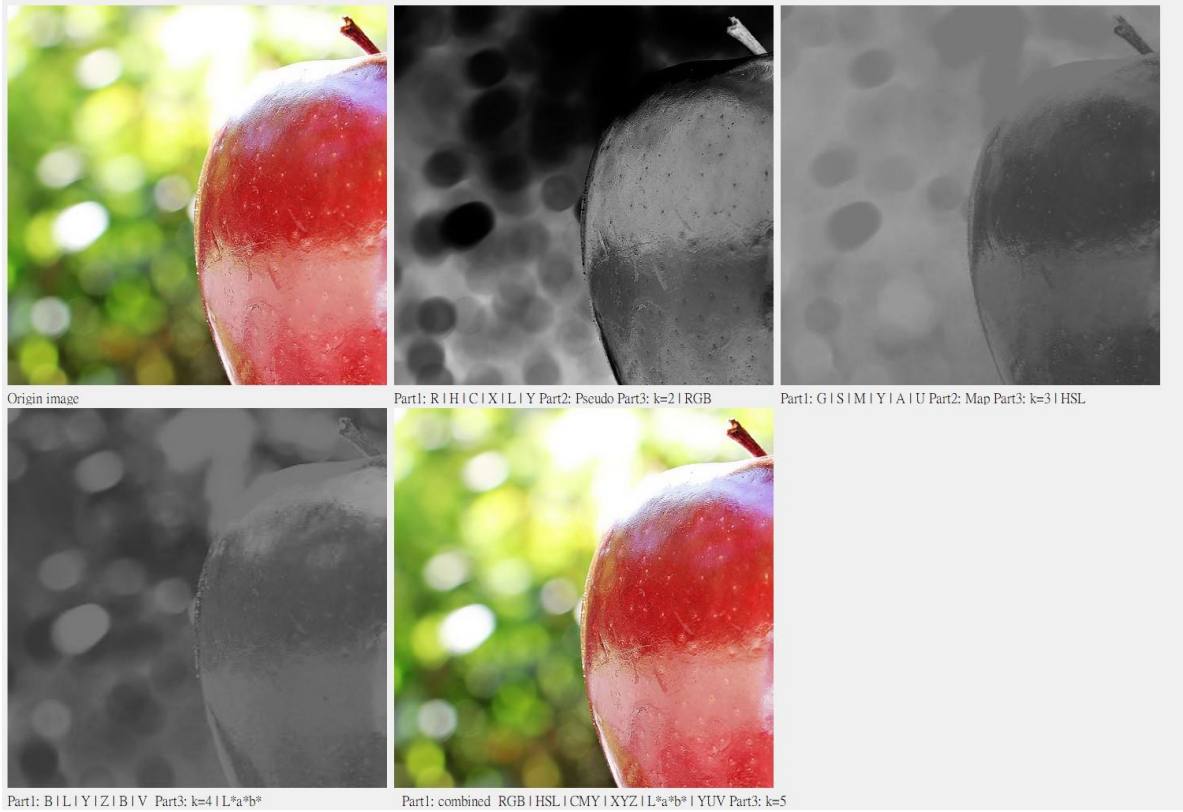 Origin image
Part1: R | H | C | X | L | Y Part2: Pseudo Part3: k=2 | RGB
Part1: G | S | M | Y | A | U Part2: Map Part3: k=3 | HSL
Part1: B | L | Y | Z | B | V  Part3: k=4 | L*a*b*
Part1: combined  RGB | HSL | CMY | XYZ | L*a*b* | YUV Part3: k=5